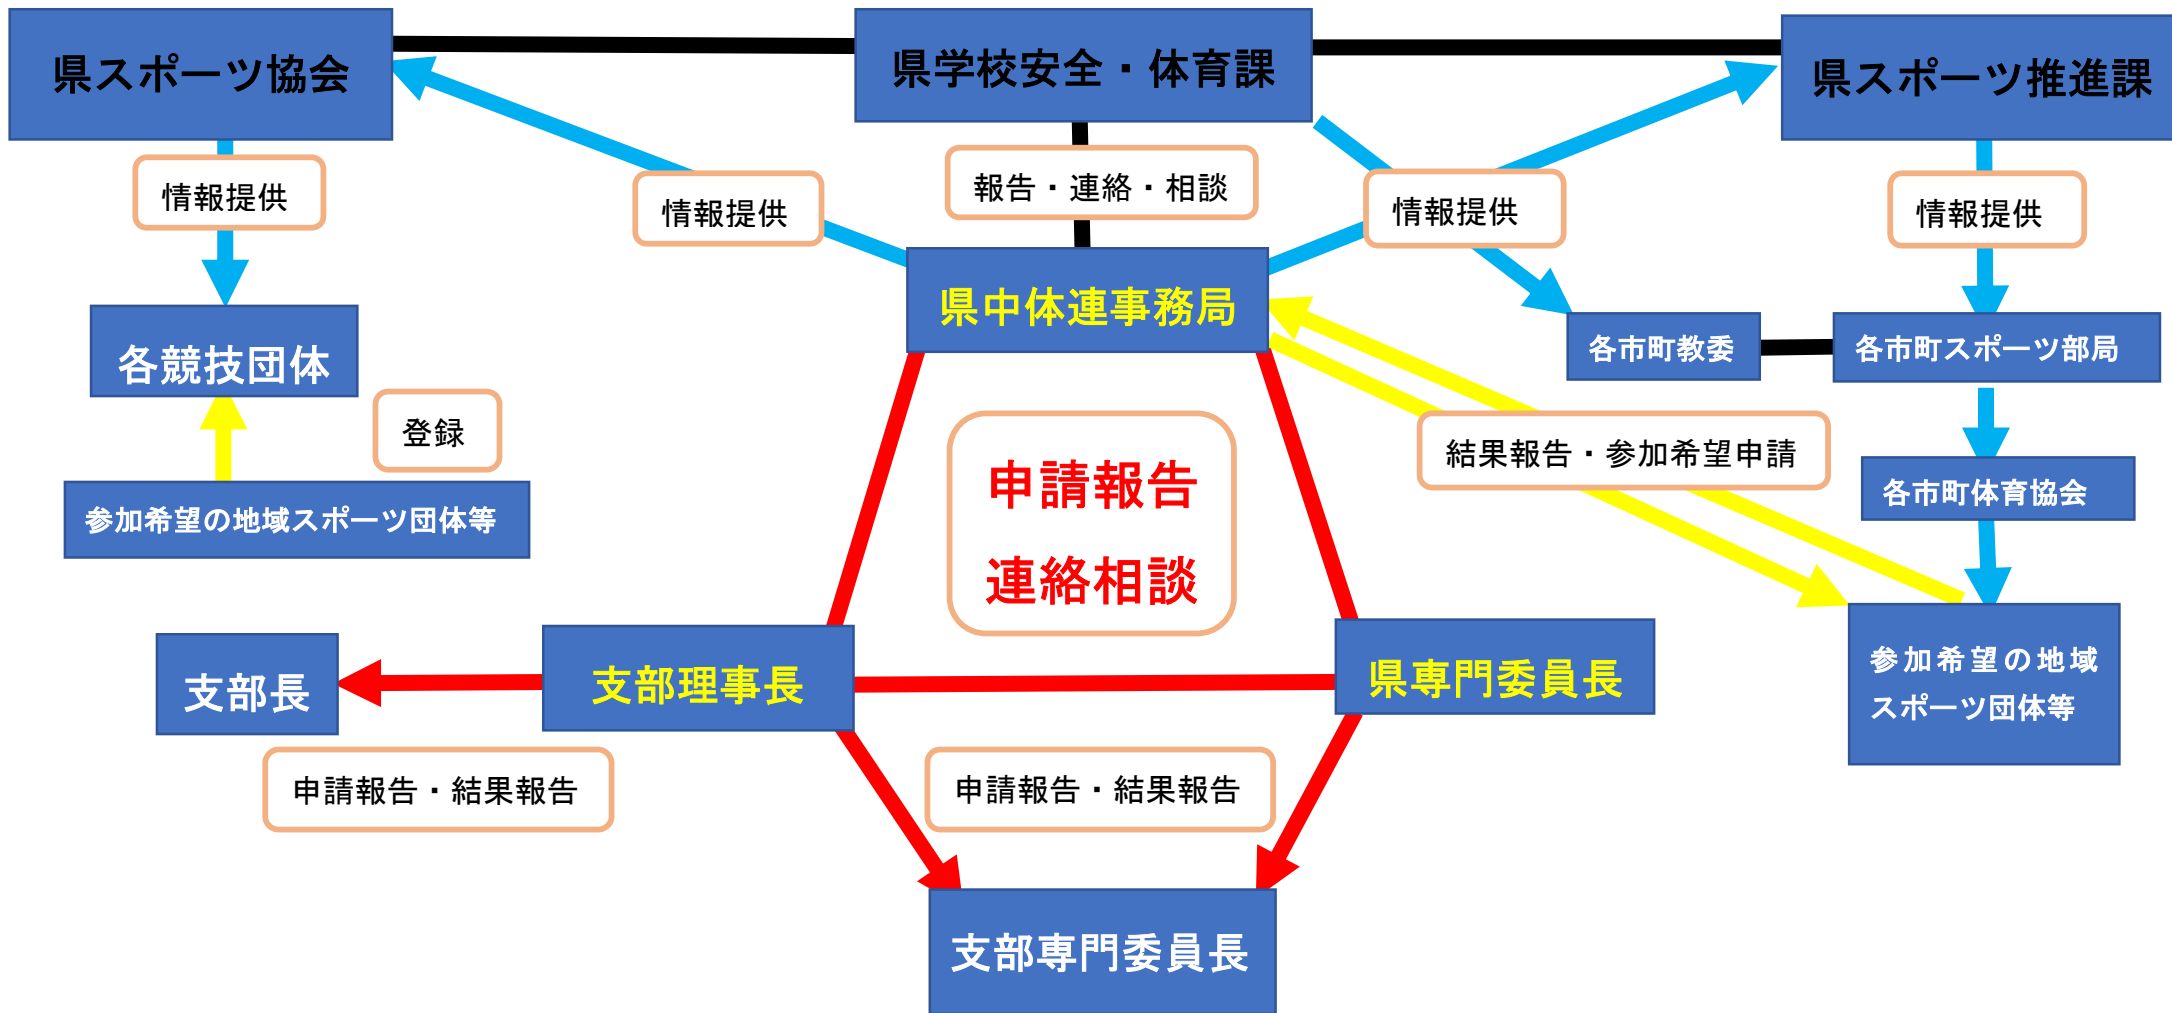 県スポーツ協会
県学校安全・体育課
県スポーツ推進課
情報提供
情報提供
報告・連絡・相談
情報提供
情報提供
県中体連事務局
各競技団体
各市町教委
各市町スポーツ部局
登録
結果報告・参加希望申請
申請報告
連絡相談
各市町体育協会
参加希望の地域スポーツ団体等
支部長
支部理事長
県専門委員長
参加希望の地域
スポーツ団体等
申請報告・結果報告
申請報告・結果報告
支部専門委員長